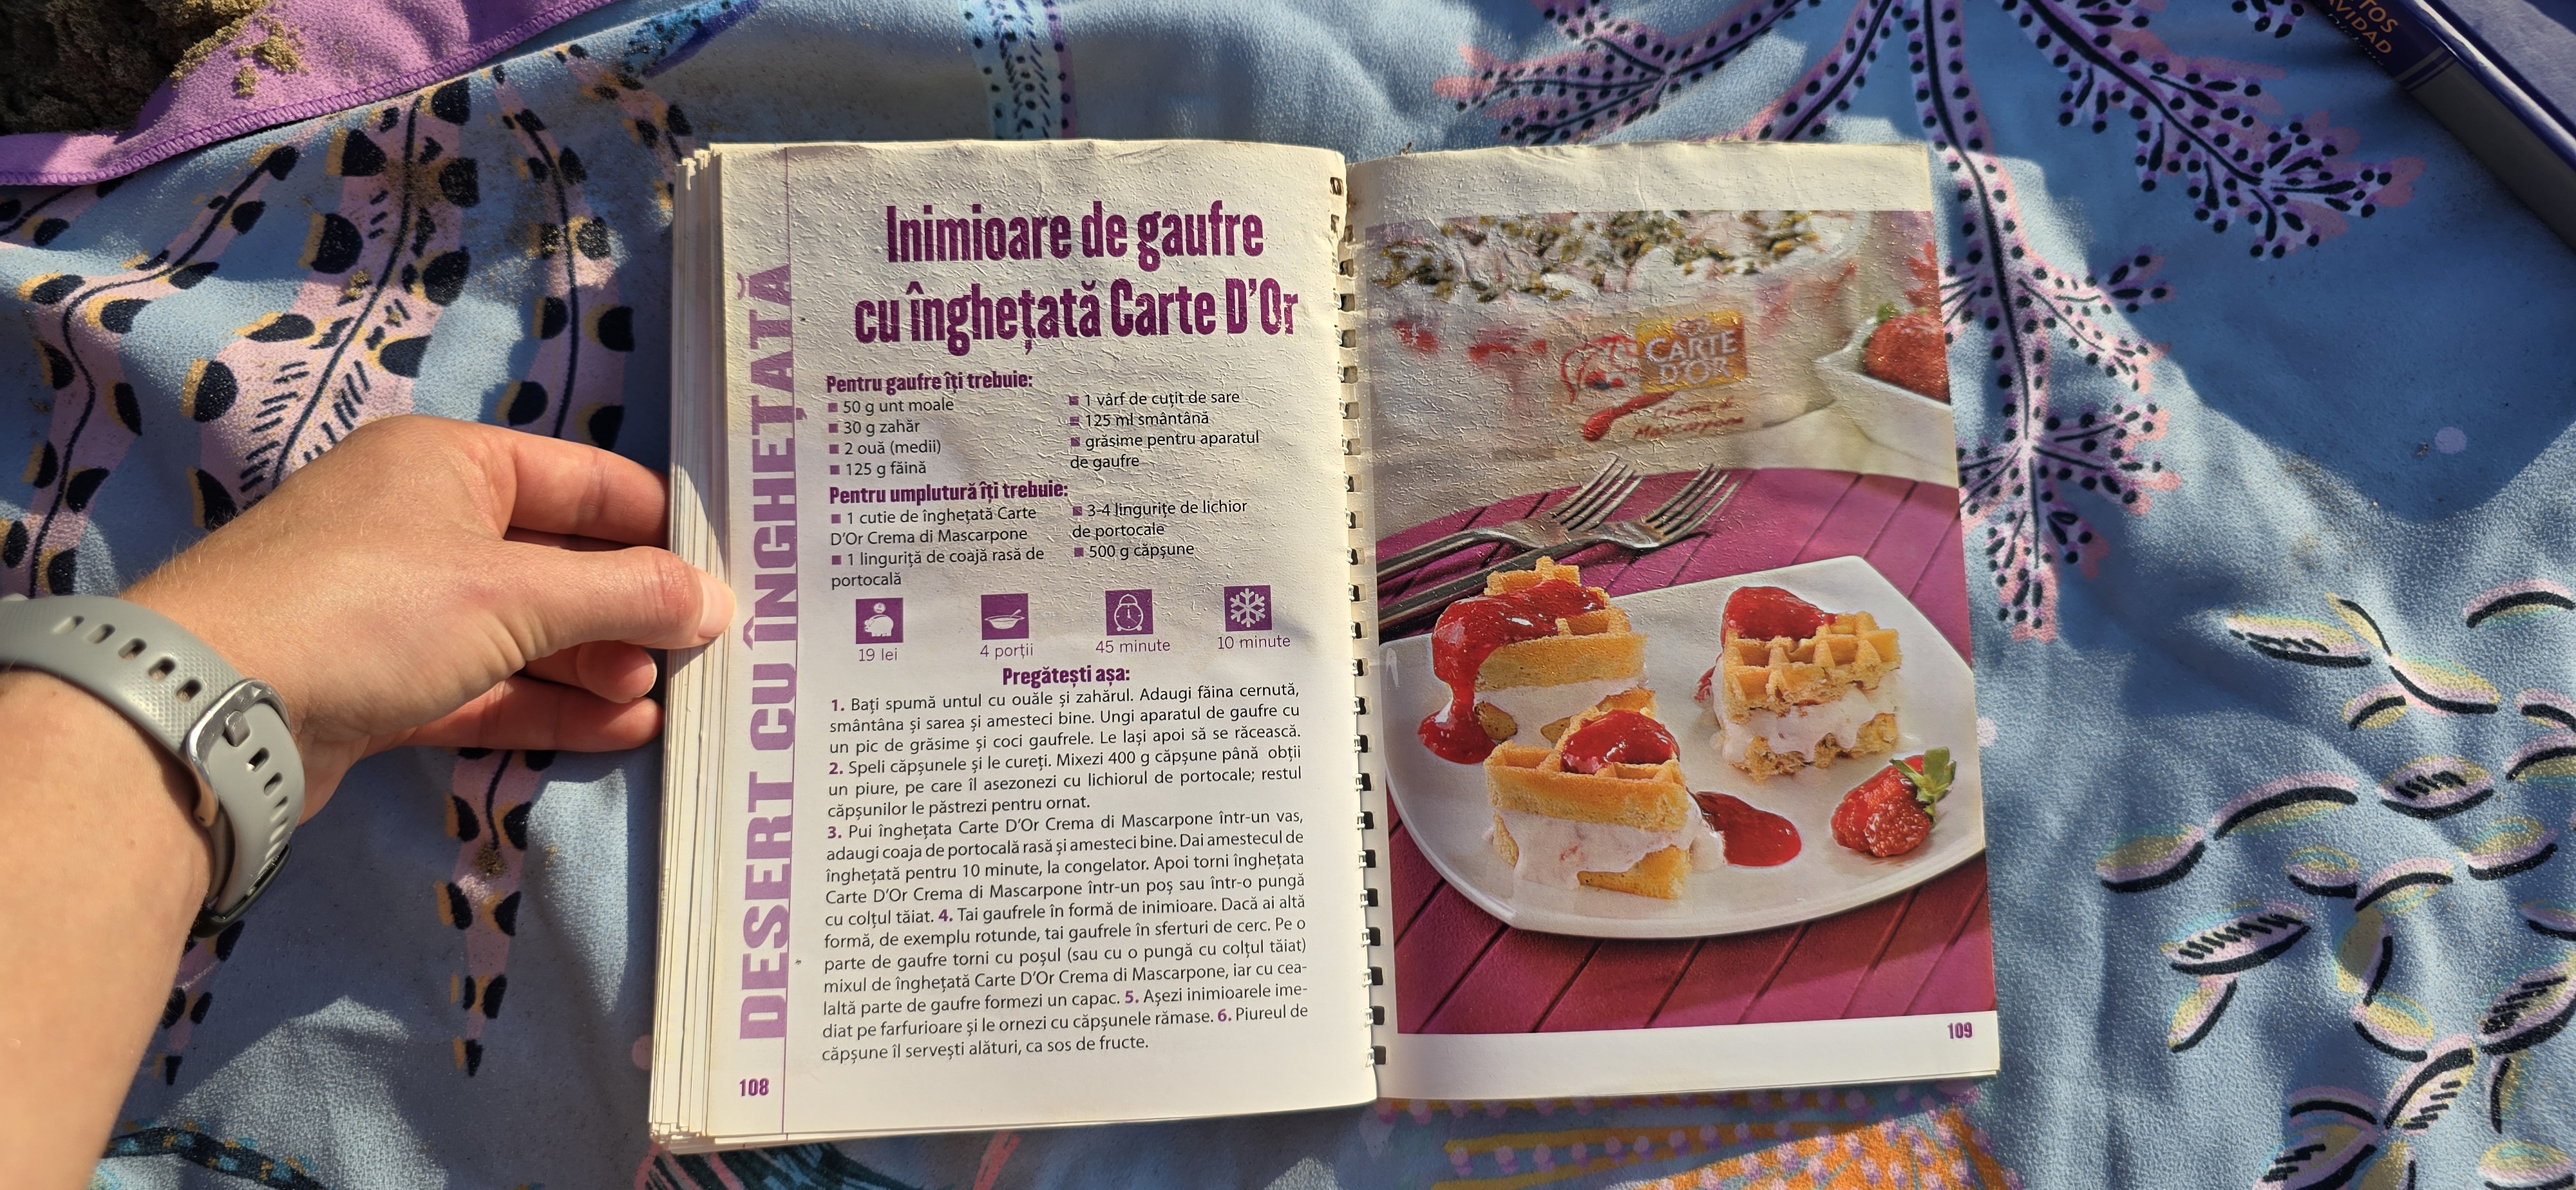 TOS
AVIDAD
DESERT CU ÎNGHEȚATĂ
Inimioare de gaufre
cu înghețată Carte D'Or
Pentru gaufre îți trebuie:
50 g unt moale
30 g zahăr
2 ouă (medii)
125 g făină
1 vârf de cuțit de sare
125 ml smântână
grăsime pentru aparatul
de gaufre
Pentru umplutură îți trebuie:
1 cutie de înghețată Carte
D'Or Crema di Mascarpone
1 linguriță de coajă rasă de
portocală
3-4 lingurițe de lichior
de portocale
500 g căpșune
19 lei
4 porții
45 minute
10 minute
Pregătești așa:
1. Bați spumă untul cu ouăle și zahărul. Adaugi făina cernută,
smântâna și sarea și amesteci bine. Ungi aparatul de gaufre cu
un pic de grăsime și coci gaufrele. Le lași apoi să se răcească.
2. Speli căpșunele și le cureți. Mixezi 400 g căpșune până obții
un piure, pe care îl asezonezi cu lichiorul de portocale; restul
căpșunilor le păstrezi pentru ornat.
3. Pui înghețata Carte D'Or Crema di Mascarpone într-un vas,
adaugi coaja de portocală rasă și amesteci bine. Dai amestecul de
înghețată pentru 10 minute, la congelator. Apoi torni înghețata
Carte D'Or Crema di Mascarpone într-un poș sau într-o pungă
cu colțul tăiat. 4. Tai gaufrele în formă de inimioare. Dacă ai altă
formă, de exemplu rotunde, tai gaufrele în sferturi de cerc. Pe o
parte de gaufre torni cu poșul (sau cu o pungă cu colțul tăiat)
mixul de înghețată Carte D'Or Crema di Mascarpone, iar cu cea-
laltă parte de gaufre formezi un capac. 5. Așezi inimioarele ime-
diat pe farfurioare și le ornezi cu căpșunele rămase. 6. Piureul de
căpșune îl servești alături, ca sos de fructe.
108
CARTE
D'OR
109